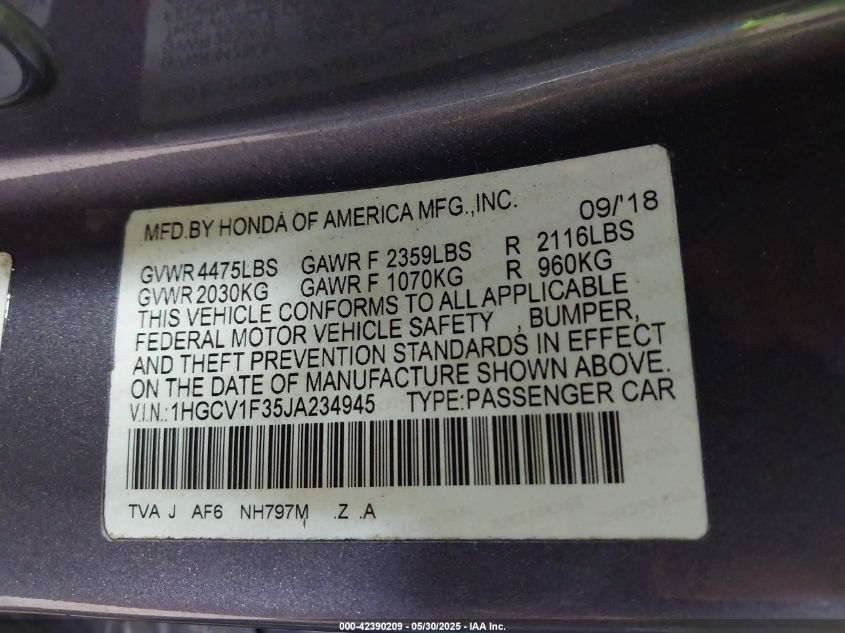 MFD.BY HONDA OF AMERICA MFG.,INC. 09/'18
GVWR 4475LBS GAWR F 2359LBS R 2116LBS
GVWR 2030KG GAWR F 1070KG R 960KG
THIS VEHICLE CONFORMS TO ALL APPLICABLE
FEDERAL MOTOR VEHICLE SAFETY , BUMPER,
AND THEFT PREVENTION STANDARDS IN EFFECT
ON THE DATE OF MANUFACTURE SHOWN ABOVE.
V.I.N.: 1HGCV1F35JA234945 TYPE:PASSENGER CAR
TVA J AF6 NH797M .Z .A
000-42390209 - 05/30/2025 - IAA Inc.